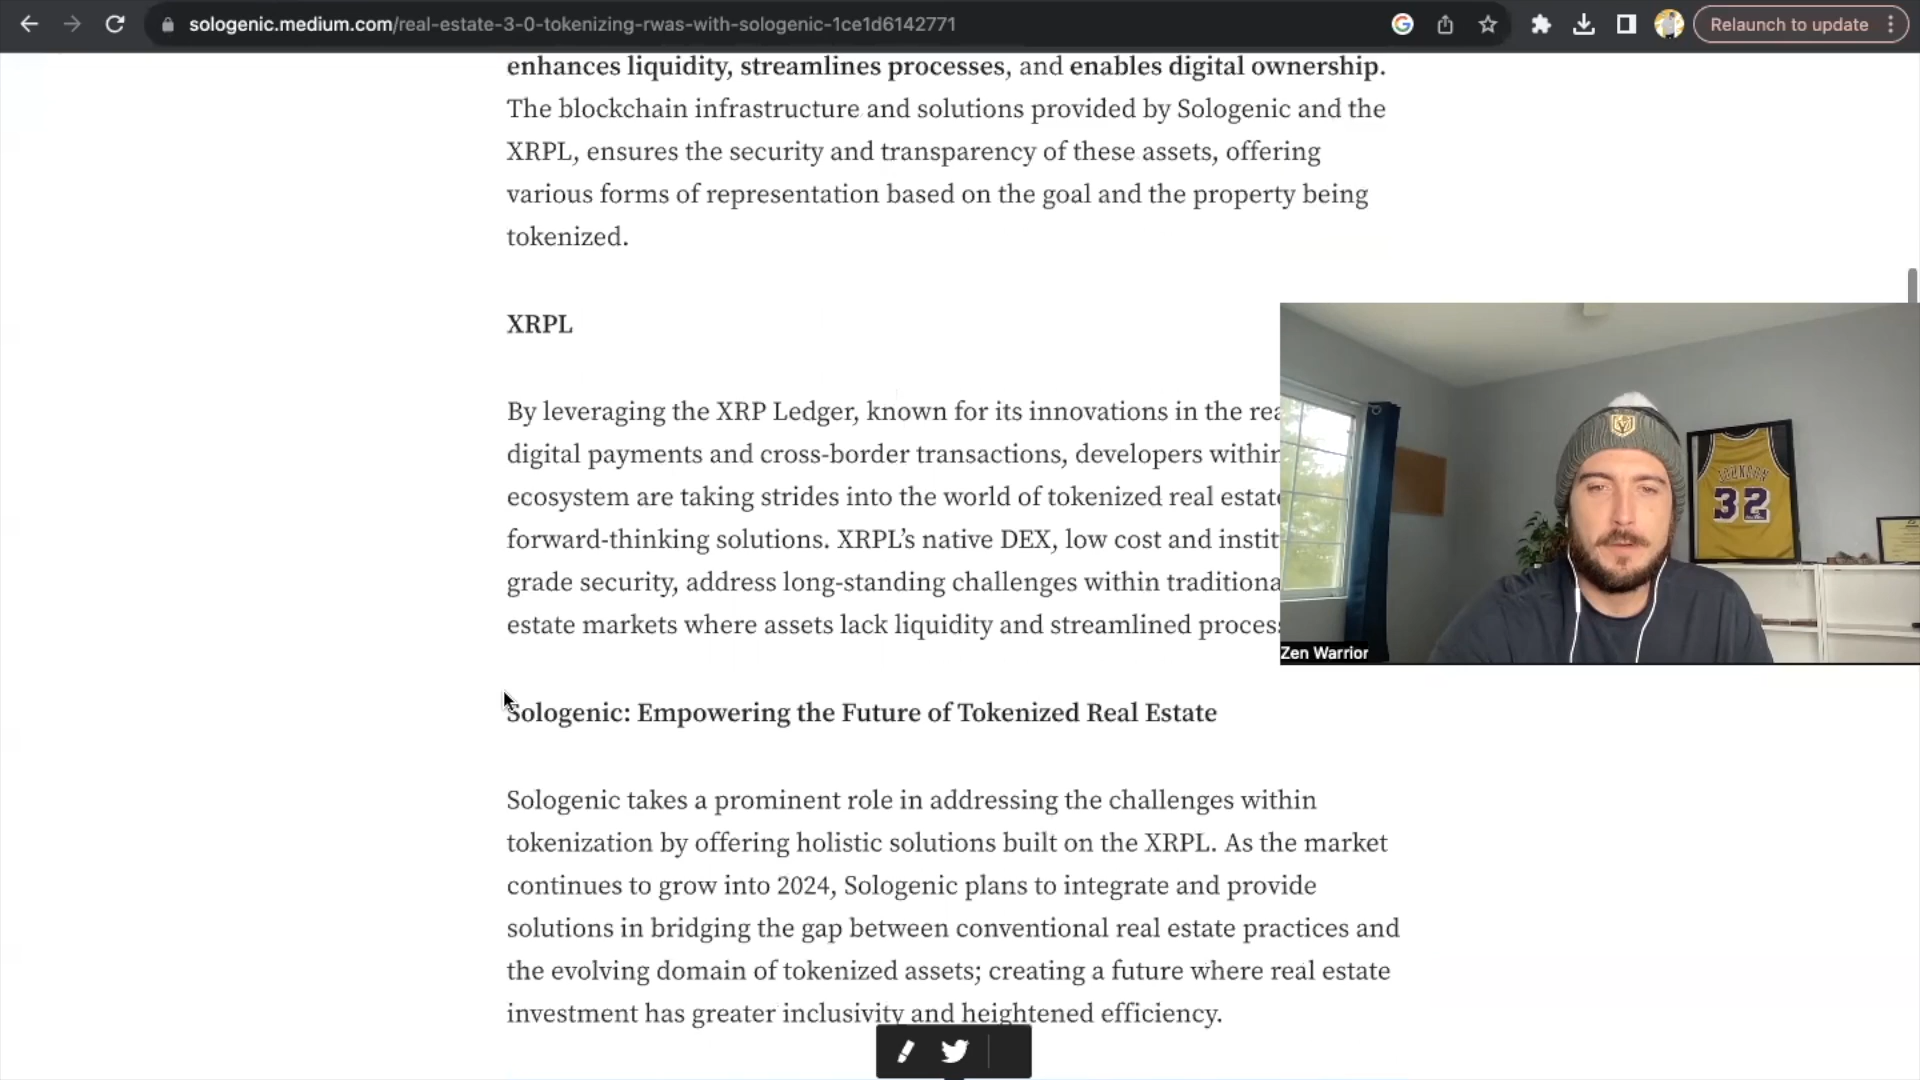 sologenic.medium.com/real-estate-3-0-tokenizing-rwas-with-sologenic-1ce1d6142771
Relaunch to update
enhances liquidity, streamlines processes, and enables digital ownership.
The blockchain infrastructure and solutions provided by Sologenic and the
XRPL, ensures the security and transparency of these assets, offering
various forms of representation based on the goal and the property being
tokenized.
XRPL
By leveraging the XRP Ledger, known for its innovations in the rea
digital payments and cross-border transactions, developers within
ecosystem are taking strides into the world of tokenized real estate
forward-thinking solutions. XRPL’s native DEX, low cost and instit
grade security, address long-standing challenges within traditiona
estate markets where assets lack liquidity and streamlined process
JOHNSON
32
Zen Warrior
Sologenic: Empowering the Future of Tokenized Real Estate
Sologenic takes a prominent role in addressing the challenges within
tokenization by offering holistic solutions built on the XRPL. As the market
continues to grow into 2024, Sologenic plans to integrate and provide
solutions in bridging the gap between conventional real estate practices and
the evolving domain of tokenized assets; creating a future where real estate
investment has greater inclusivity and heightened efficiency.